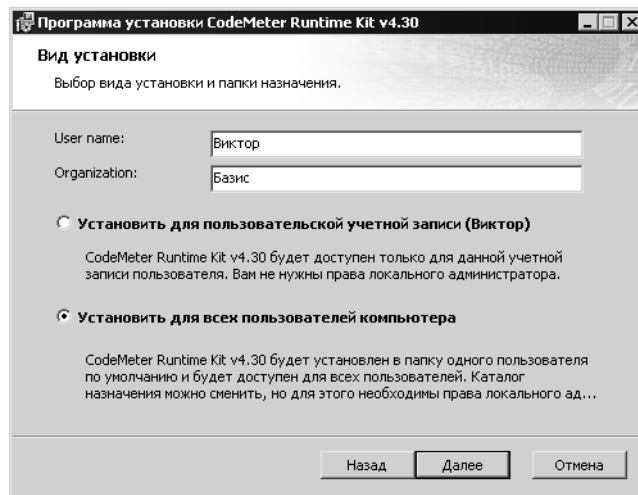 Программа установки CodeMeter Runtime Kit v4.30
Вид установки
Выбор вида установки и папки назначения.
User name:
Виктор
Organization:
Базис
Установить для пользовательской учетной записи (Виктор)
CodeMeter Runtime Kit v4.30 будет доступен только для данной учетной
записи пользователя. Вам не нужны права локального администратора.
Установить для всех пользователей компьютера
CodeMeter Runtime Kit v4.30 будет установлен в папку одного пользователя
по умолчанию и будет доступен для всех пользователей. Каталог
назначения можно сменить, но для этого необходимы права локального ад...
Назад Далее Отмена